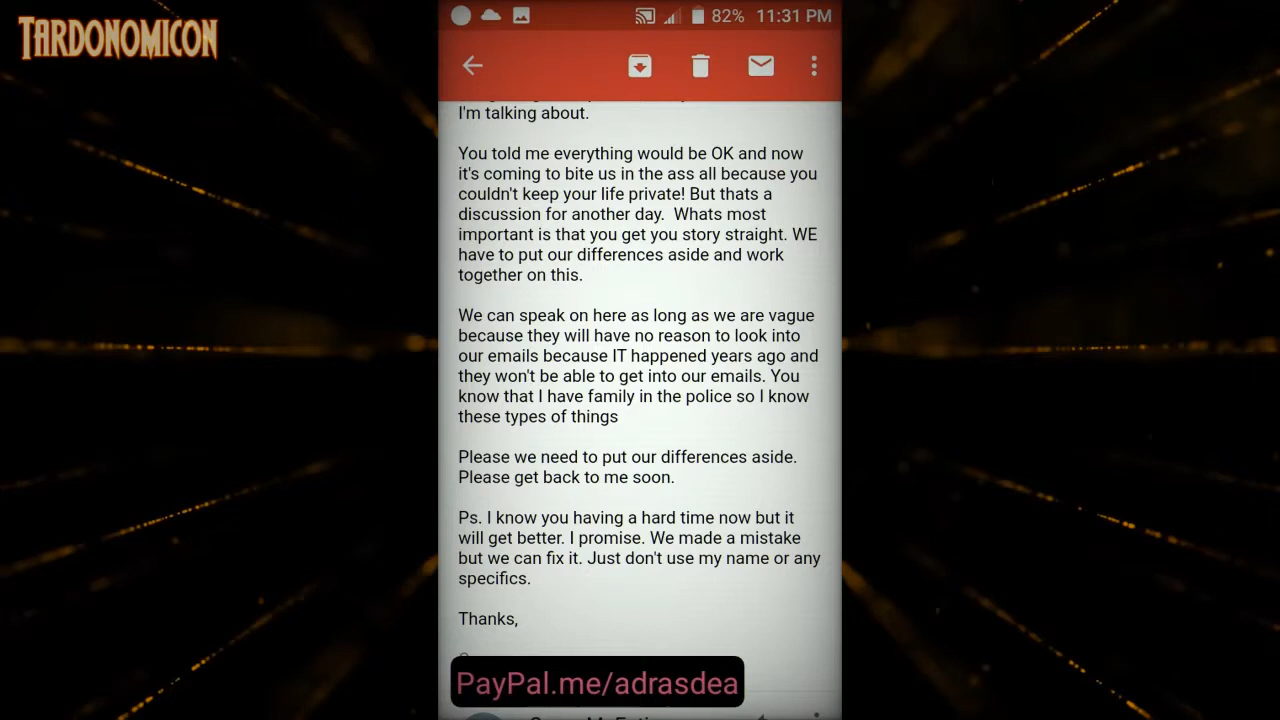 TARDONOMICON
82% 11:31 PM
I'm talking about.
You told me everything would be OK and now
it's coming to bite us in the ass all because you
couldn't keep your life private! But thats a
discussion for another day.  Whats most
important is that you get you story straight. WE
have to put our differences aside and work
together on this.
We can speak on here as long as we are vague
because they will have no reason to look into
our emails because IT happened years ago and
they won't be able to get into our emails. You
know that I have family in the police so I know
these types of things
Please we need to put our differences aside.
Please get back to me soon.
Ps. I know you having a hard time now but it
will get better. I promise. We made a mistake
but we can fix it. Just don't use my name or any
specifics.
Thanks,
PayPal.me/adrasdea